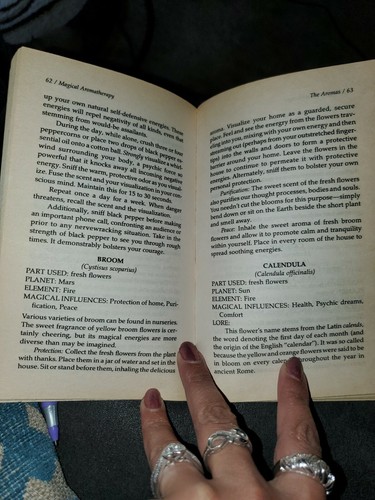 62 / Magical Aromatherapy
up your own natural self-defensive energies. These
energies will repel negativity of all kinds, even that
stemming from would-be assailants.
During the day, while alone, crush three or four
peppercorns or place two drops of black pepper es-
sential oil onto a cotton ball. Simply visualize a whirl-
wind surrounding your body, a psychic force so
powerful that it knocks away all incoming negative
energy. Sniff the warm, protective odor as you visual-
ize. Fuse the scent and your visualization in your con-
scious mind. Maintain this for 15 to 30 seconds.
Repeat once a day for a week. When danger
threatens, recall the scent and the visualization.
Additionally, sniff black pepper before making
an important phone call, confronting an audience or
prior to any nervewracking situation. Take in the
strength of black pepper to see you through rough
times. It demonstrably bolsters your courage.
BROOM
(Cystisus scoparius)
PART USED: fresh flowers
PLANET: Mars
ELEMENT: Fire
MAGICAL INFLUENCES: Protection of home, Puri-
fication, Peace
Various varieties of broom can be found in nurseries.
The sweet fragrance of yellow broom flowers is cer-
tainly cheering, but its magical energies are more
diverse than may be imagined.
Protection: Collect the fresh flowers from the plant
with thanks. Place them in a jar of water and set in the
house. Sit or stand before them, inhaling the delicious
The Aromas / 63
aroma. Visualize your home as a guarded, secure
place. Feel and see the energy from the flowers trav-
eling into you, mixing with your own energy and then
streaming out (perhaps from your outstretched finger-
tips) into the walls and doors to form a protective
barrier around your home. Leave the flowers in the
house to continue to permeate it with protective
energies. Alternately, sniff them to bolster your own
personal protection.
Purification: The sweet scent of the fresh flowers
also purifies our thought processes, bodies and souls.
You needn't cut the blooms for this purpose—simply
bend down or sit on the Earth beside the short plant
and smell away.
Peace: Inhale the sweet aroma of fresh broom
flowers and allow it to promote calm and tranquility
within yourself. Place in every room of the house to
spread soothing energies.
CALENDULA
(Calendula officinalis)
PART USED: fresh flowers
PLANET: Sun
ELEMENT: Fire
MAGICAL INFLUENCES: Health, Psychic dreams,
Comfort
LORE:
This flower's name stems from the Latin calends,
the word denoting the first day of each month (and
the origin of the English "calendar"). It was so called
because the yellow and orange flowers were said to be
in bloom on every calends throughout the year in
ancient Rome.